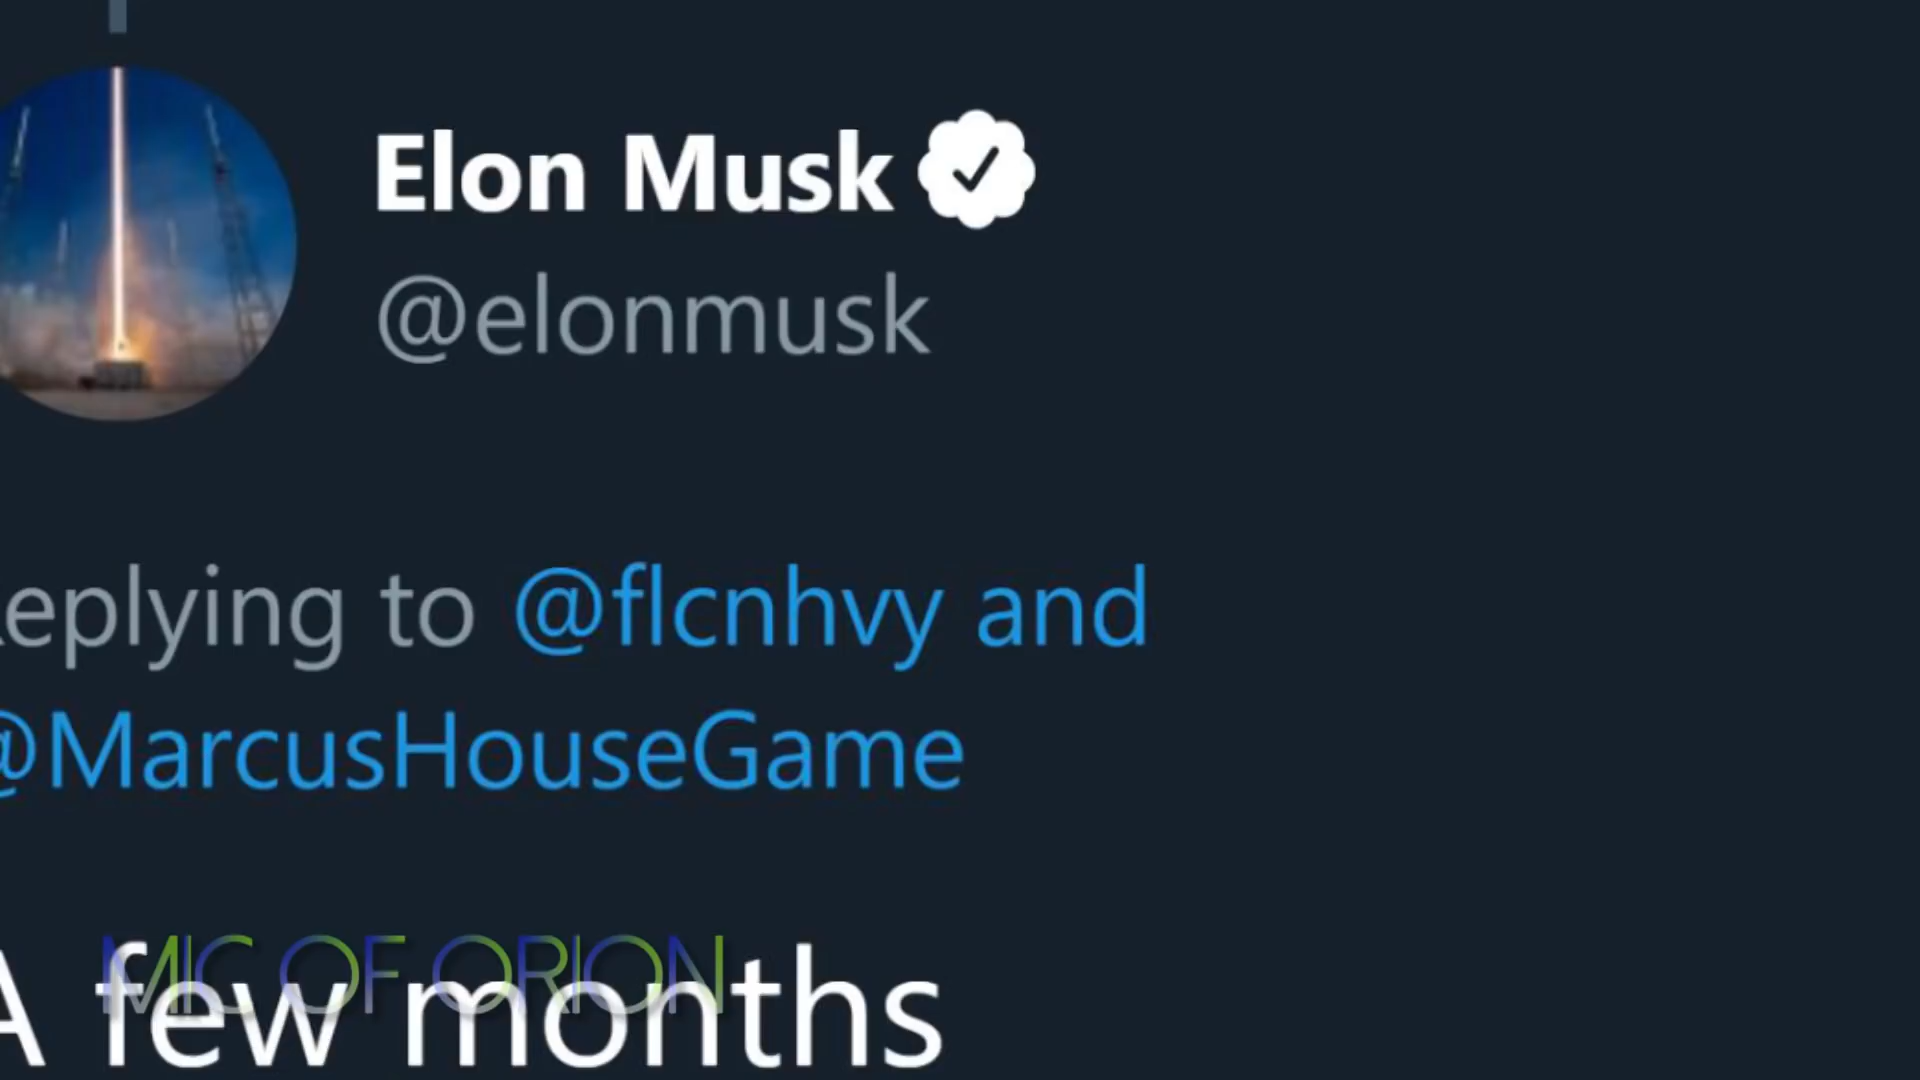 Elon Musk
@elonmusk
eplying to @flcnhvy and
@MarcusHouseGame
A few months
MIC OF ORION